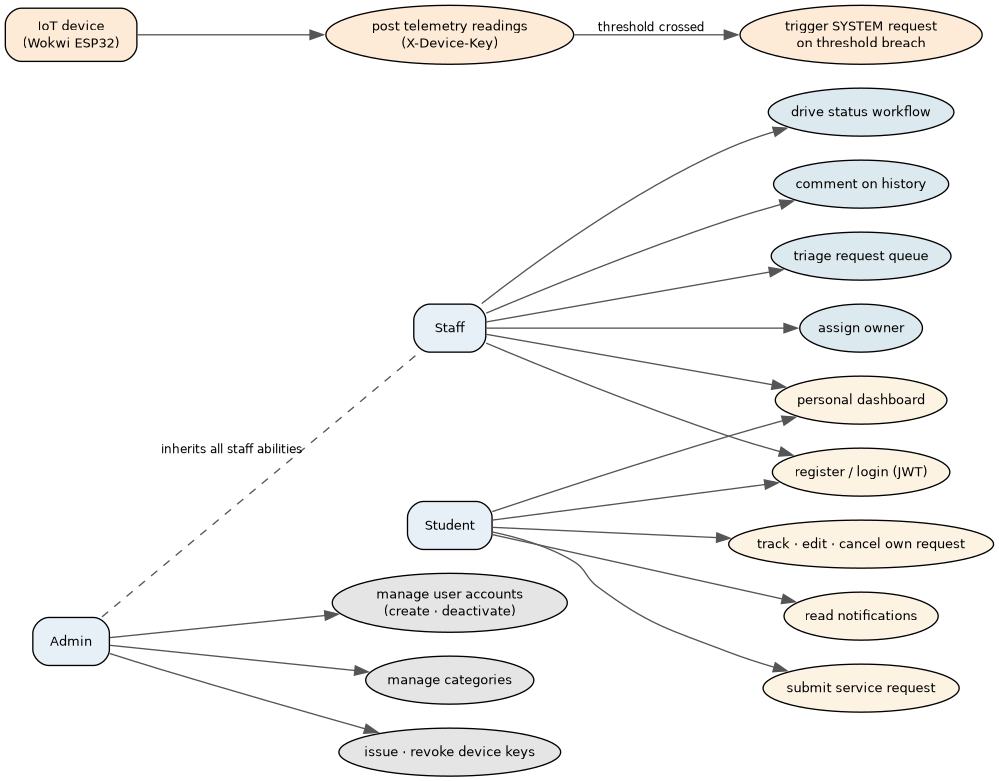 IoT device
(Wokwi ESP32)
post telemetry readings
(X-Device-Key)
threshold crossed
trigger SYSTEM request
on threshold breach
drive status workflow
comment on history
triage request queue
Staff
assign owner
personal dashboard
inherits all staff abilities
register / login (JWT)
Student
track · edit · cancel own request
manage user accounts
(create · deactivate)
read notifications
Admin
manage categories
submit service request
issue · revoke device keys